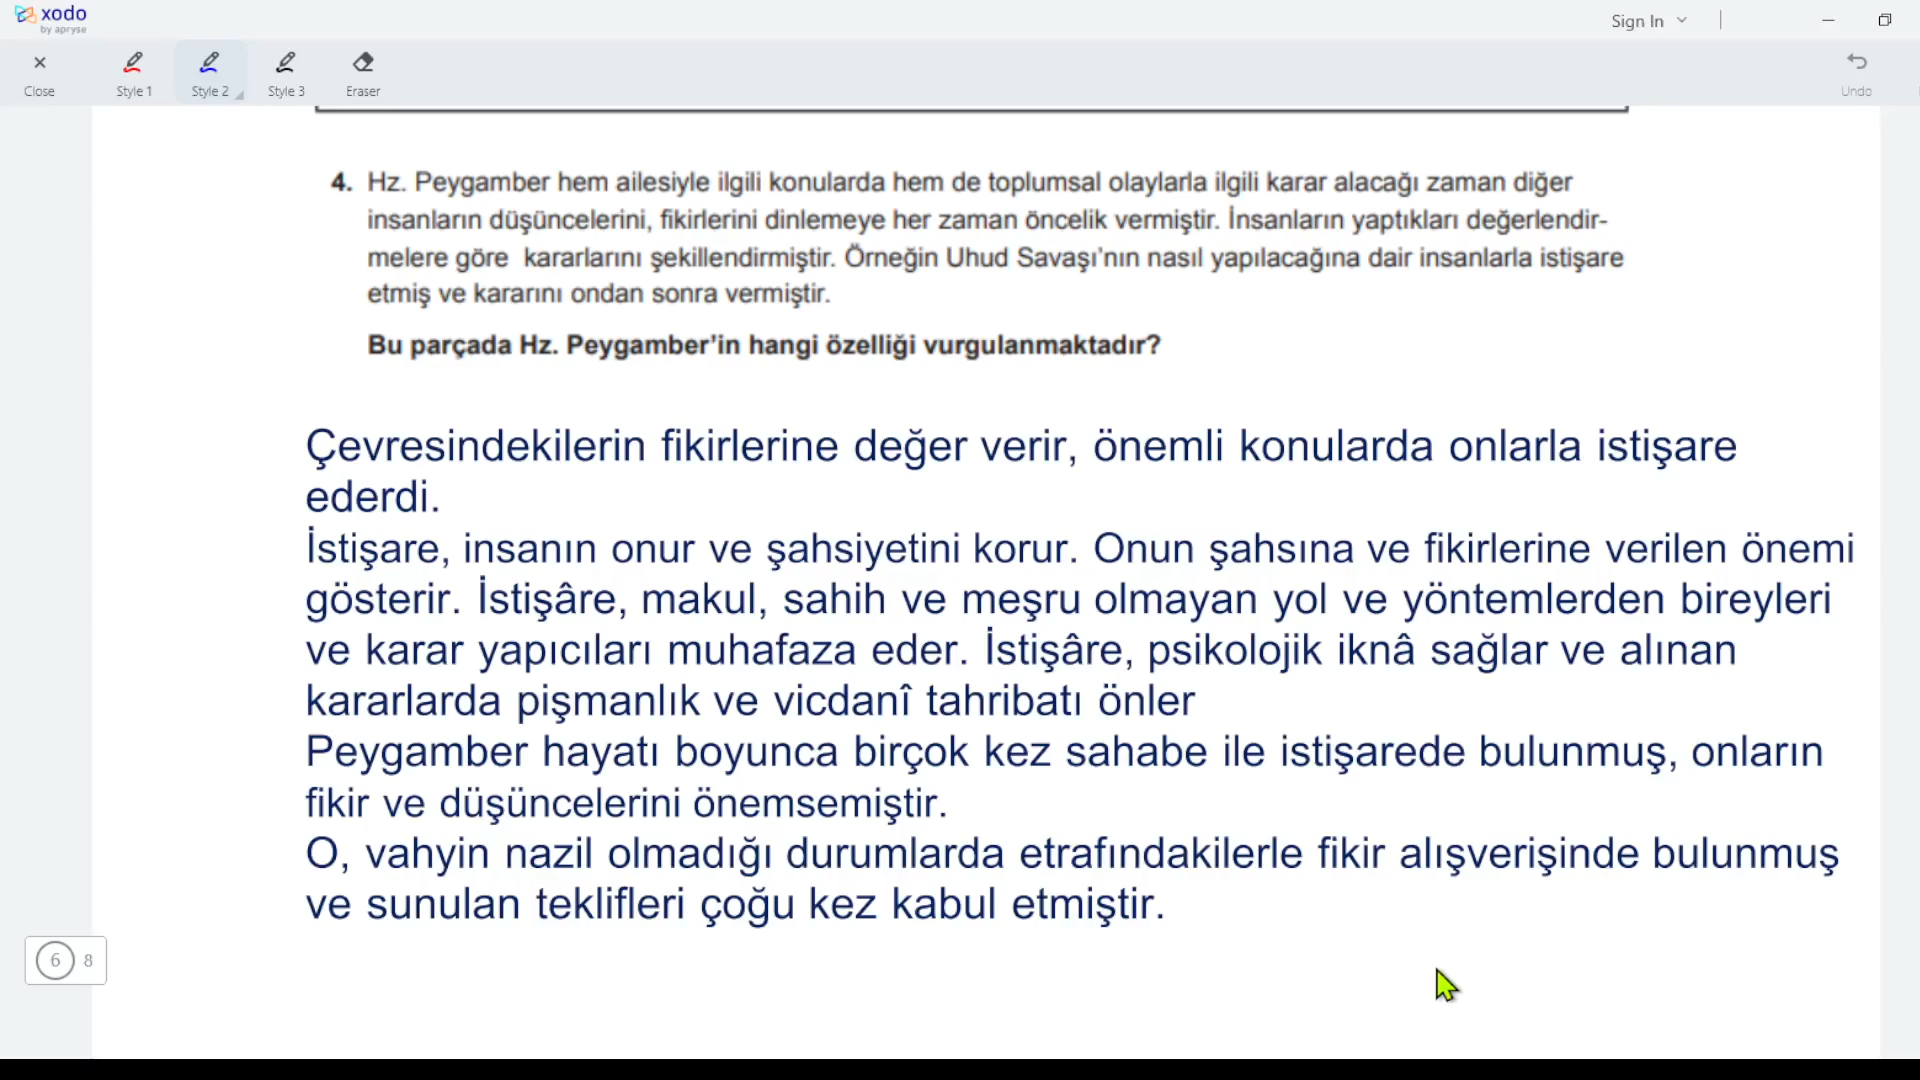 xodo
by apryse
Sign In
Close
Style 1
Style 2
Style 3
Eraser
Undo
4. Hz. Peygamber hem ailesiyle ilgili konularda hem de toplumsal olaylarla ilgili karar alacağı zaman diğer
insanların düşüncelerini, fikirlerini dinlemeye her zaman öncelik vermiştir. İnsanların yaptıkları değerlendir-
melere göre kararlarını şekillendirmiştir. Örneğin Uhud Savaşı'nın nasıl yapılacağına dair insanlarla istişare
etmiş ve kararını ondan sonra vermiştir.
Bu parçada Hz. Peygamber'in hangi özelliği vurgulanmaktadır?
Çevresindekilerin fikirlerine değer verir, önemli konularda onlarla istişare
ederdi.
İstişare, insanın onur ve şahsiyetini korur. Onun şahsına ve fikirlerine verilen önemi
gösterir. İstişâre, makul, sahih ve meşru olmayan yol ve yöntemlerden bireyleri
ve karar yapıcıları muhafaza eder. İstişâre, psikolojik iknâ sağlar ve alınan
kararlarda pişmanlık ve vicdanî tahribatı önler
Peygamber hayatı boyunca birçok kez sahabe ile istişarede bulunmuş, onların
fikir ve düşüncelerini önemsemiştir.
O, vahyin nazil olmadığı durumlarda etrafındakilerle fikir alışverişinde bulunmuş
ve sunulan teklifleri çoğu kez kabul etmiştir.
6 8